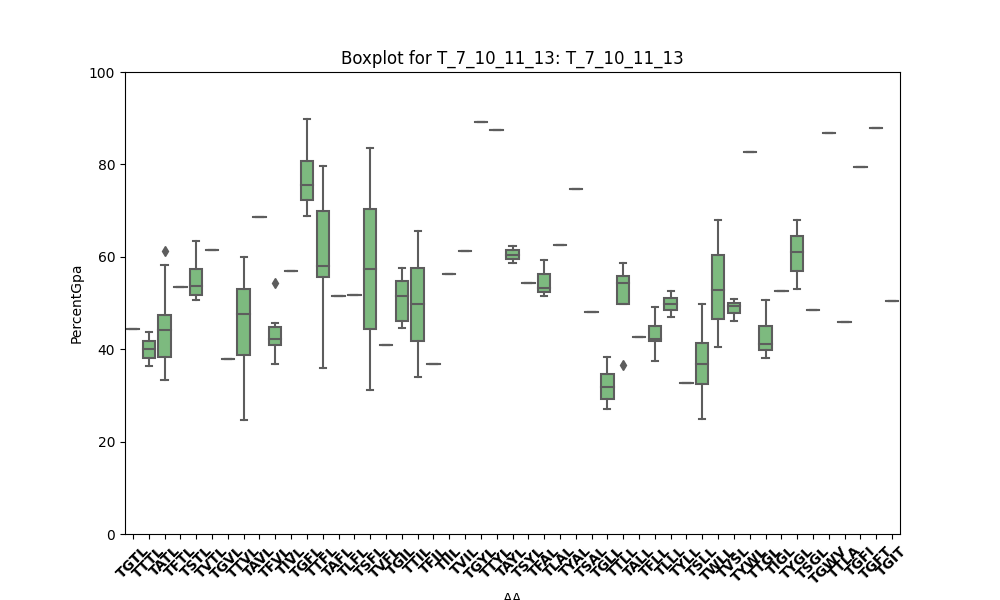 Boxplot for T_7_10_11_13: T_7_10_11_13
PercentGpa
100
80
60
40
20
0
TGTL
TATL
TFTL
TSTL
TVTL
TGVL
TTVL
TAVL
TFVL
TIVL
TGFL
TTFL
TAFL
TLFL
TSFL
TVFL
TGIL
TTIL
TFIL
TVIL
TGYL
TTYL
TAYL
TSYL
TFAL
TLAL
TYAL
TSAL
TGLL
TTLL
TALL
TFLL
TLLL
TYLL
TSLL
TWLL
TVSL
TYWL
TTGL
TIGL
TYGL
TSGL
TGWV
TTLA
TGFI
TGFT
TGIT
AA